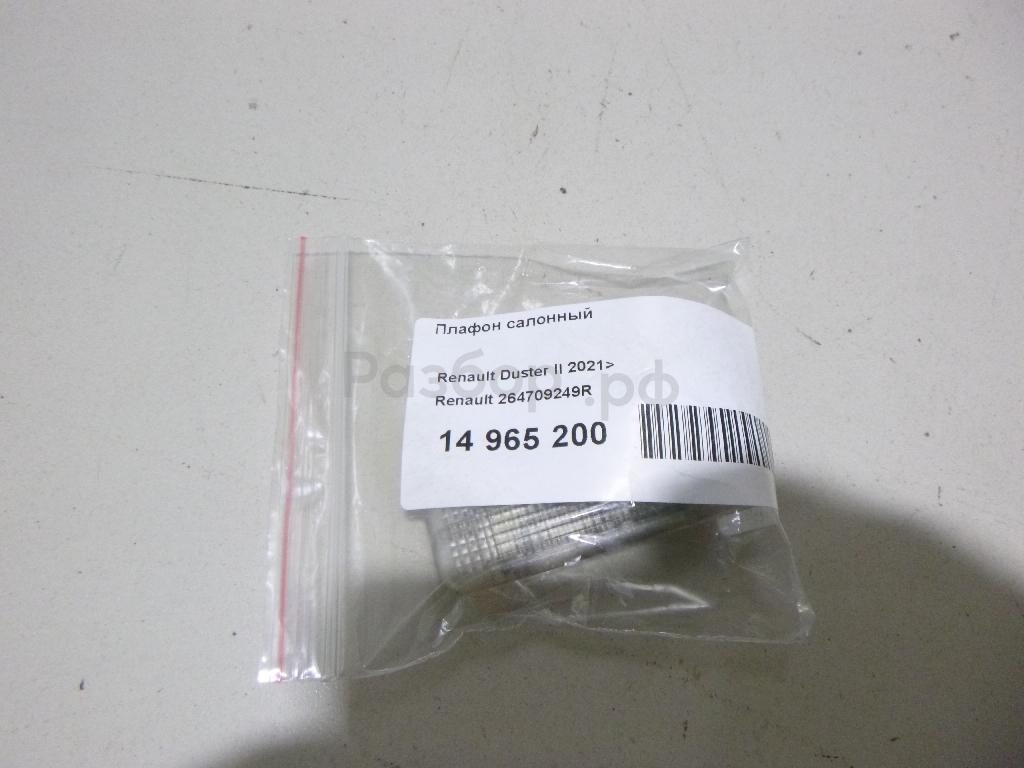 Плафон салонный
Разбор.рф
Renault Duster II 2021>
Renault 264709249R
14 965 200